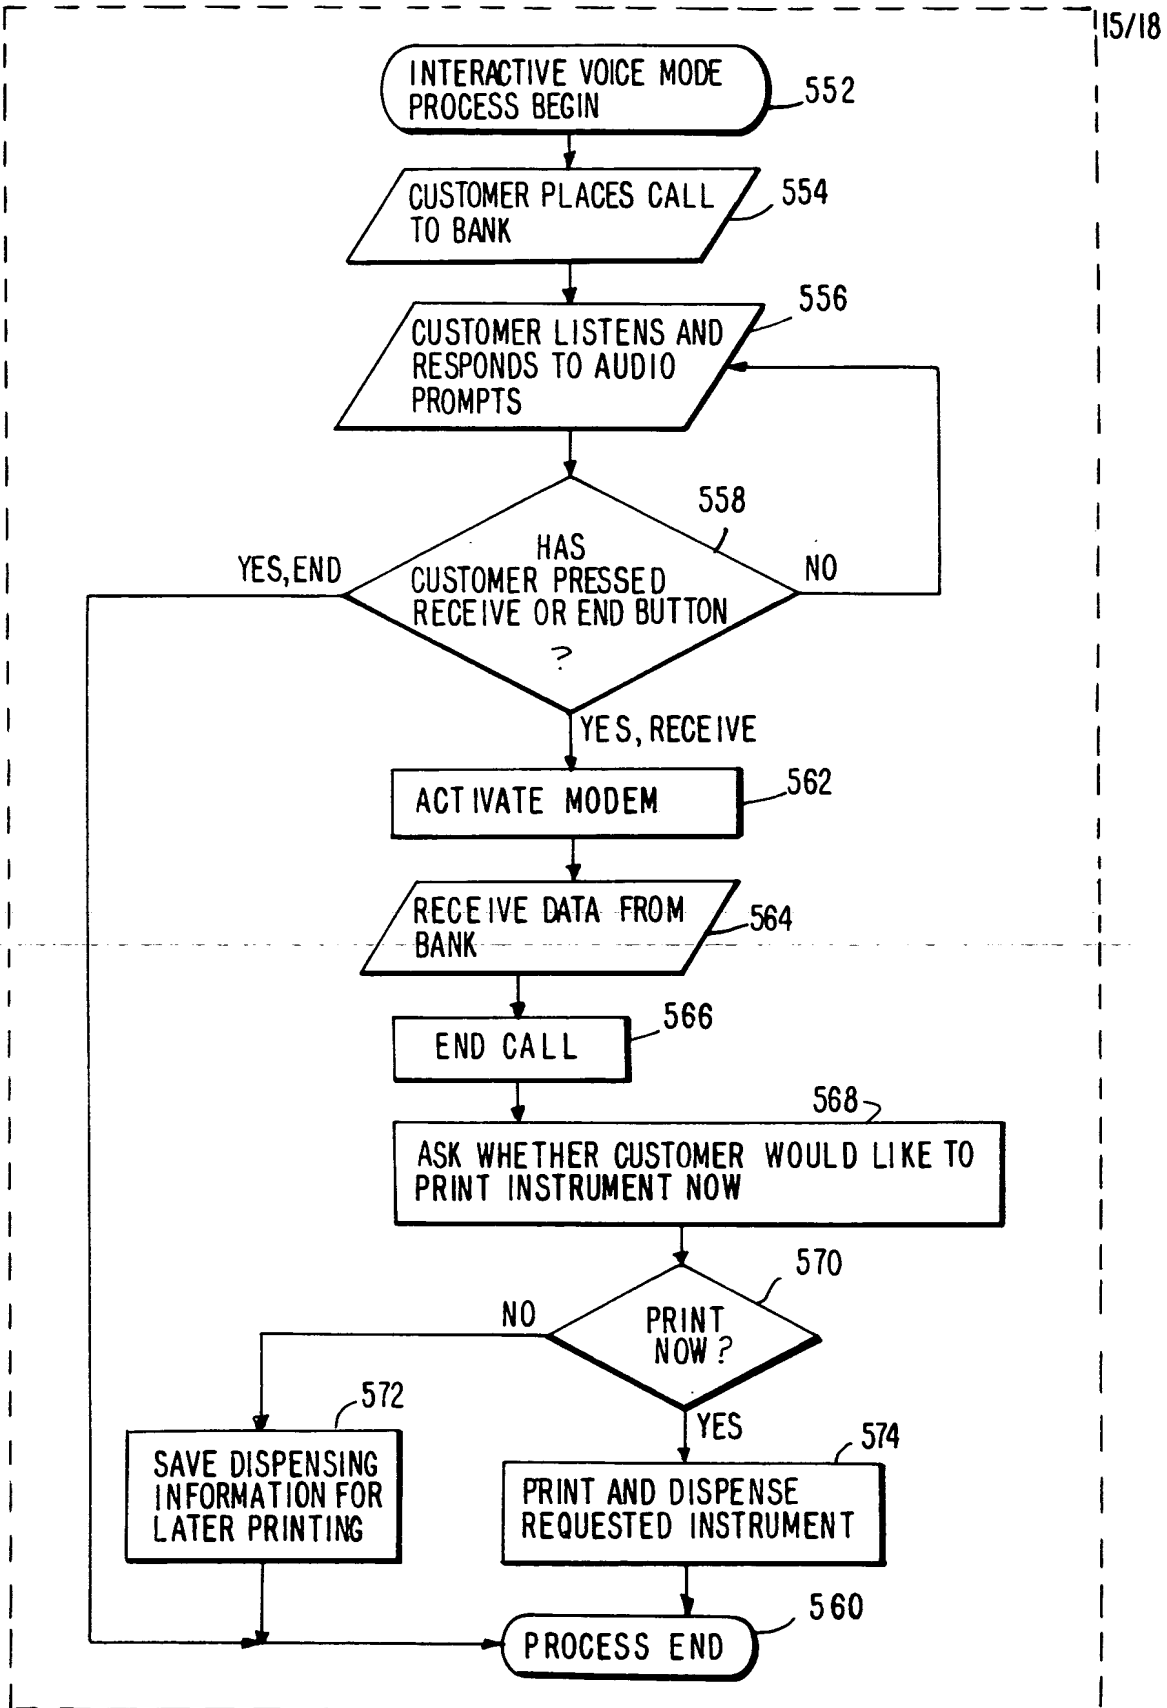 15/18
INTERACTIVE VOICE MODE
PROCESS BEGIN
552
CUSTOMER PLACES CALL
TO BANK
554
556
CUSTOMER LISTENS AND
RESPONDS TO AUDIO
PROMPTS
558
HAS
CUSTOMER PRESSED
RECEIVE OR END BUTTON
?
YES, END
NO
YES, RECEIVE
ACTIVATE MODEM
562
RECEIVE DATA FROM
BANK
564
END CALL
566
568
ASK WHETHER CUSTOMER WOULD LIKE TO
PRINT INSTRUMENT NOW
570
PRINT
NOW?
NO
YES
572
SAVE DISPENSING
INFORMATION FOR
LATER PRINTING
574
PRINT AND DISPENSE
REQUESTED INSTRUMENT
560
PROCESS END